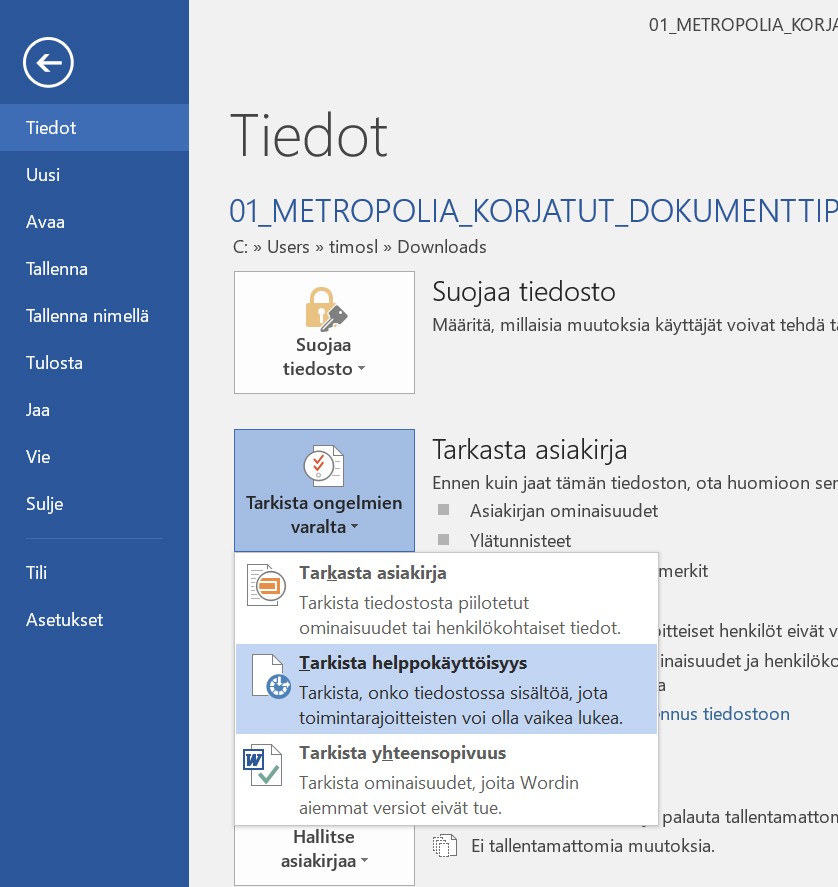 01_METROPOLIA_KORJA
Tiedot
Uusi
Avaa
Tallenna
Tallenna nimellä
Tulosta
Jaa
Vie
Sulje
Tili
Asetukset
Tiedot
01_METROPOLIA_KORJATUT_DOKUMENTTIP
C: » Users » timosl » Downloads
Suojaa
tiedosto
Suojaa tiedosto
Määritä, millaisia muutoksia käyttäjät voivat tehdä tä
Tarkista ongelmien
varalta
Tarkasta asiakirja
Ennen kuin jaat tämän tiedoston, ota huomioon ser
Asiakirjan ominaisuudet
Ylätunnisteet
merkit
oitteiset henkilöt eivät v
inaisuudet ja henkilöko
a
ennus tiedostoon
Tarkasta asiakirja
Tarkista tiedostosta piilotetut
ominaisuudet tai henkilökohtaiset tiedot.
Tarkista helppokäyttöisyys
Tarkista, onko tiedostossa sisältöä, jota
toimintarajoitteisten voi olla vaikea lukea.
Tarkista yhteensopivuus
Tarkista ominaisuudet, joita Wordin
aiemmat versiot eivät tue.
Hallitse
asiakirjaa
palauta tallentamattom
Ei tallentamattomia muutoksia.